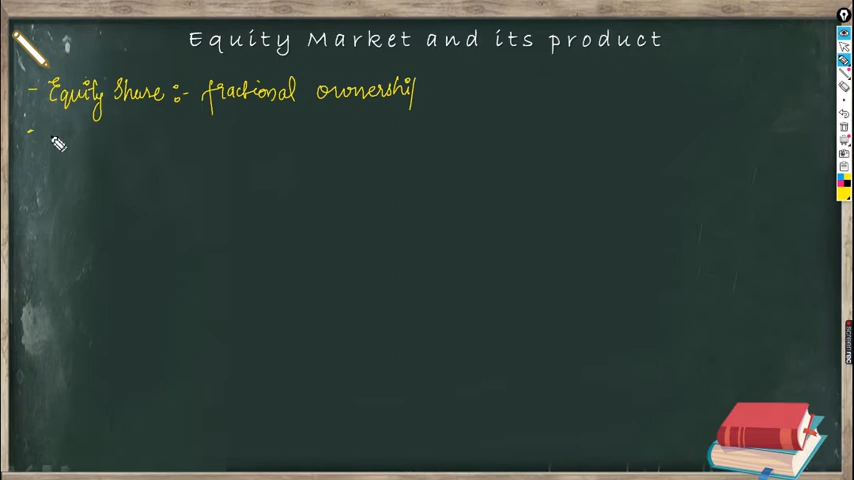 Equity Market and its product
- Equity Share :- fractional ownership
-